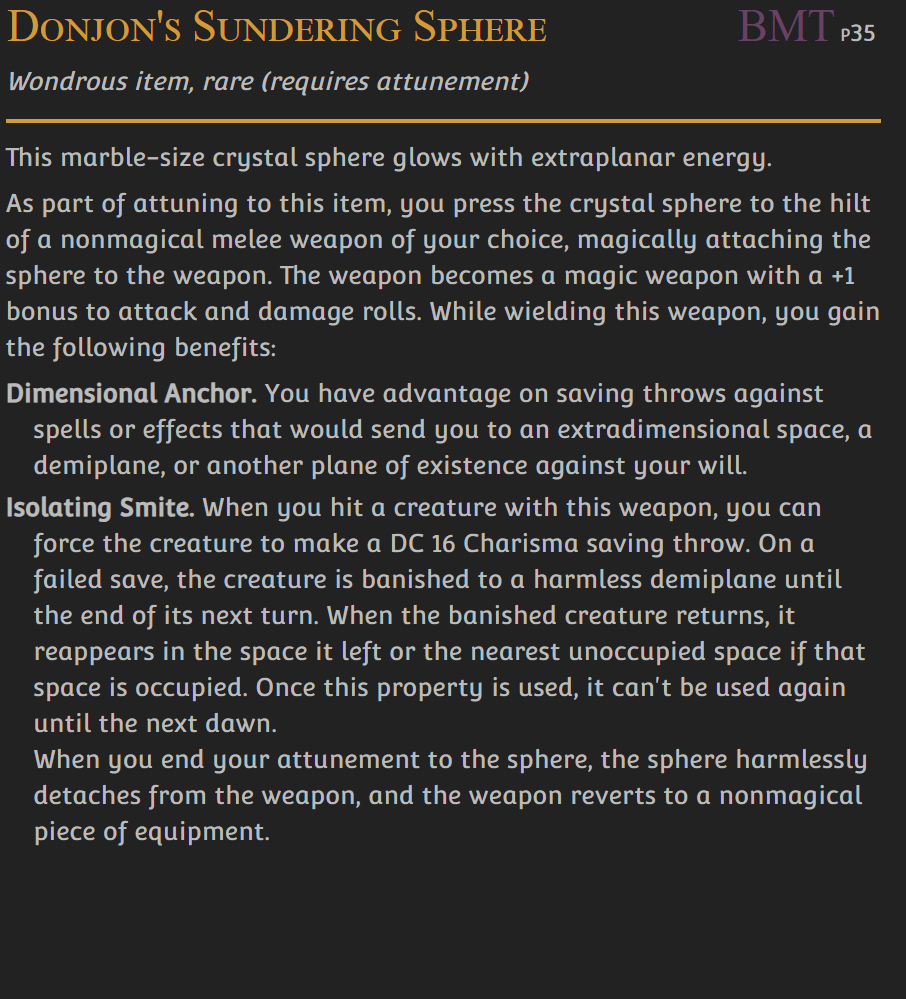 Donjon's Sundering Sphere BMT P35
Wondrous item, rare (requires attunement)
This marble-size crystal sphere glows with extraplanar energy.
As part of attuning to this item, you press the crystal sphere to the hilt
of a nonmagical melee weapon of your choice, magically attaching the
sphere to the weapon. The weapon becomes a magic weapon with a +1
bonus to attack and damage rolls. While wielding this weapon, you gain
the following benefits:
Dimensional Anchor. You have advantage on saving throws against
spells or effects that would send you to an extradimensional space, a
demiplane, or another plane of existence against your will.
Isolating Smite. When you hit a creature with this weapon, you can
force the creature to make a DC 16 Charisma saving throw. On a
failed save, the creature is banished to a harmless demiplane until
the end of its next turn. When the banished creature returns, it
reappears in the space it left or the nearest unoccupied space if that
space is occupied. Once this property is used, it can't be used again
until the next dawn.
When you end your attunement to the sphere, the sphere harmlessly
detaches from the weapon, and the weapon reverts to a nonmagical
piece of equipment.